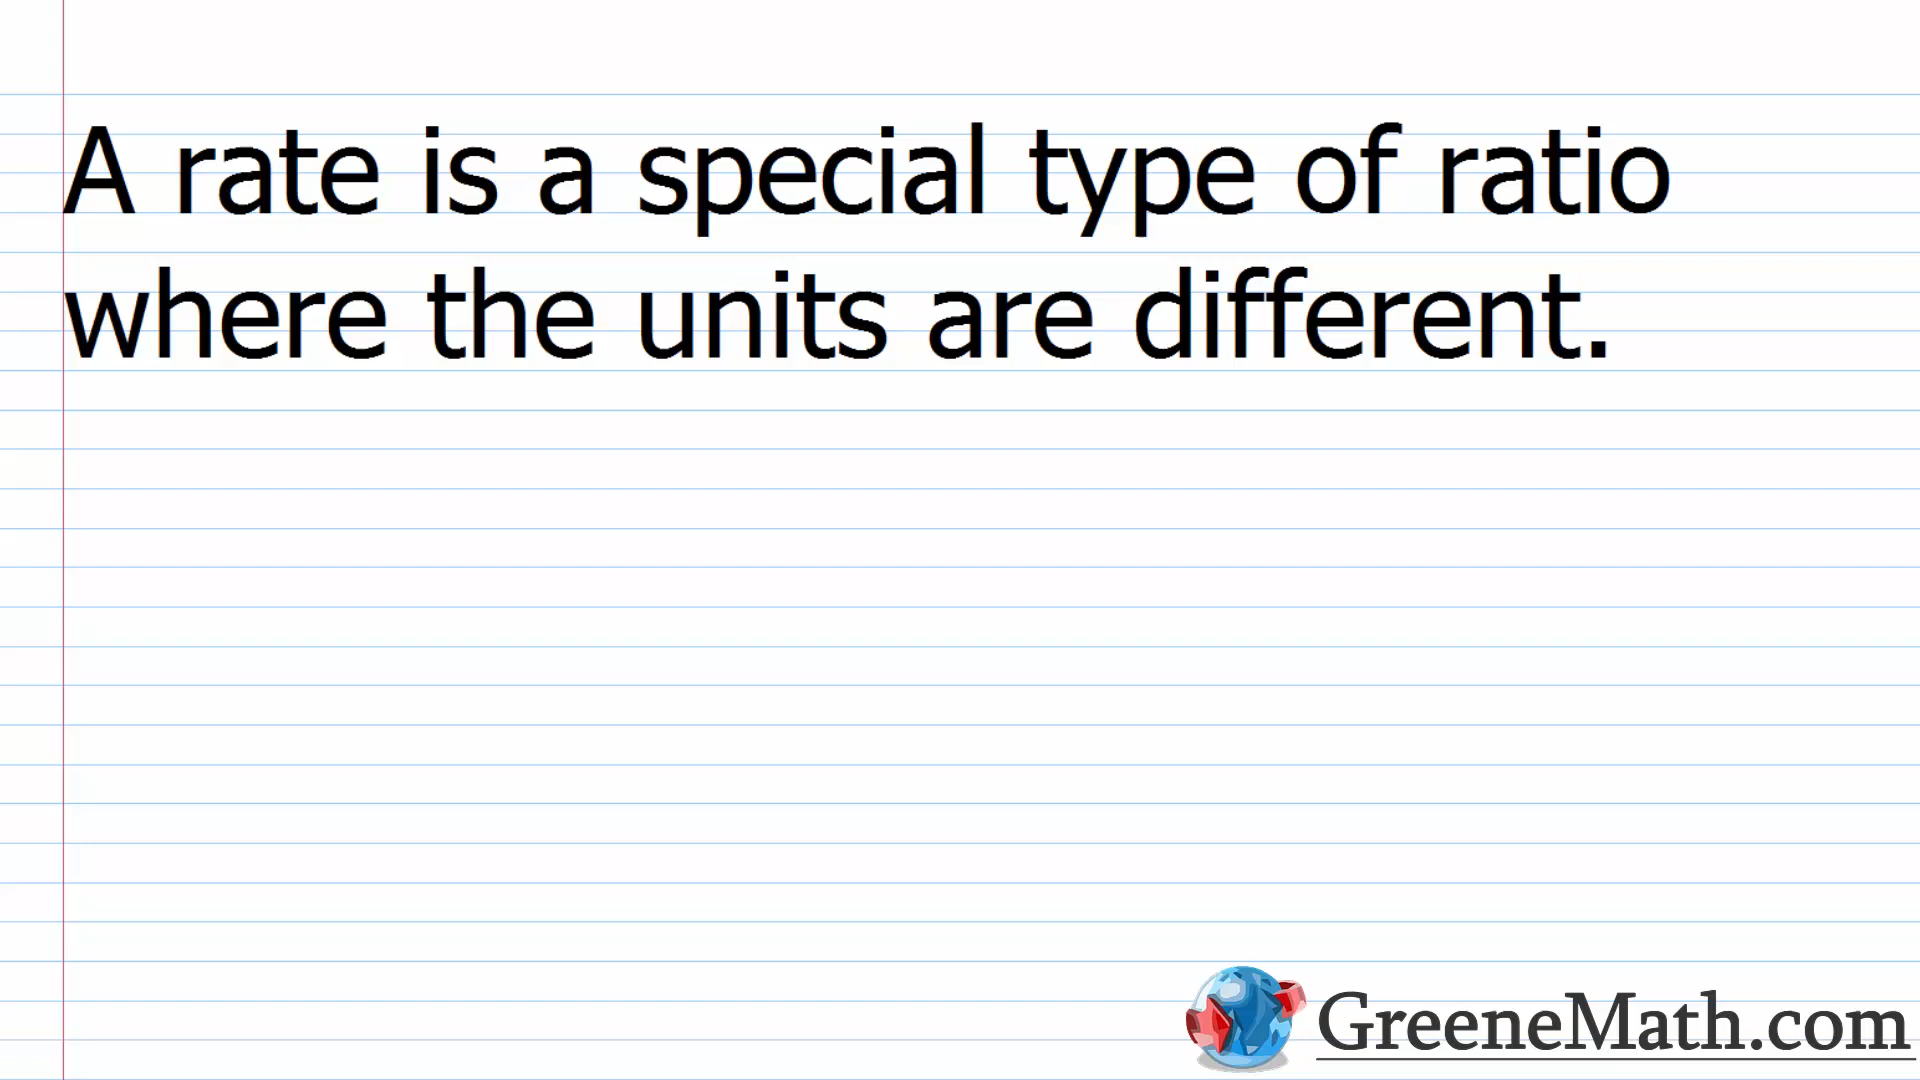 A rate is a special type of ratio
where the units are different.
GreeneMath.com